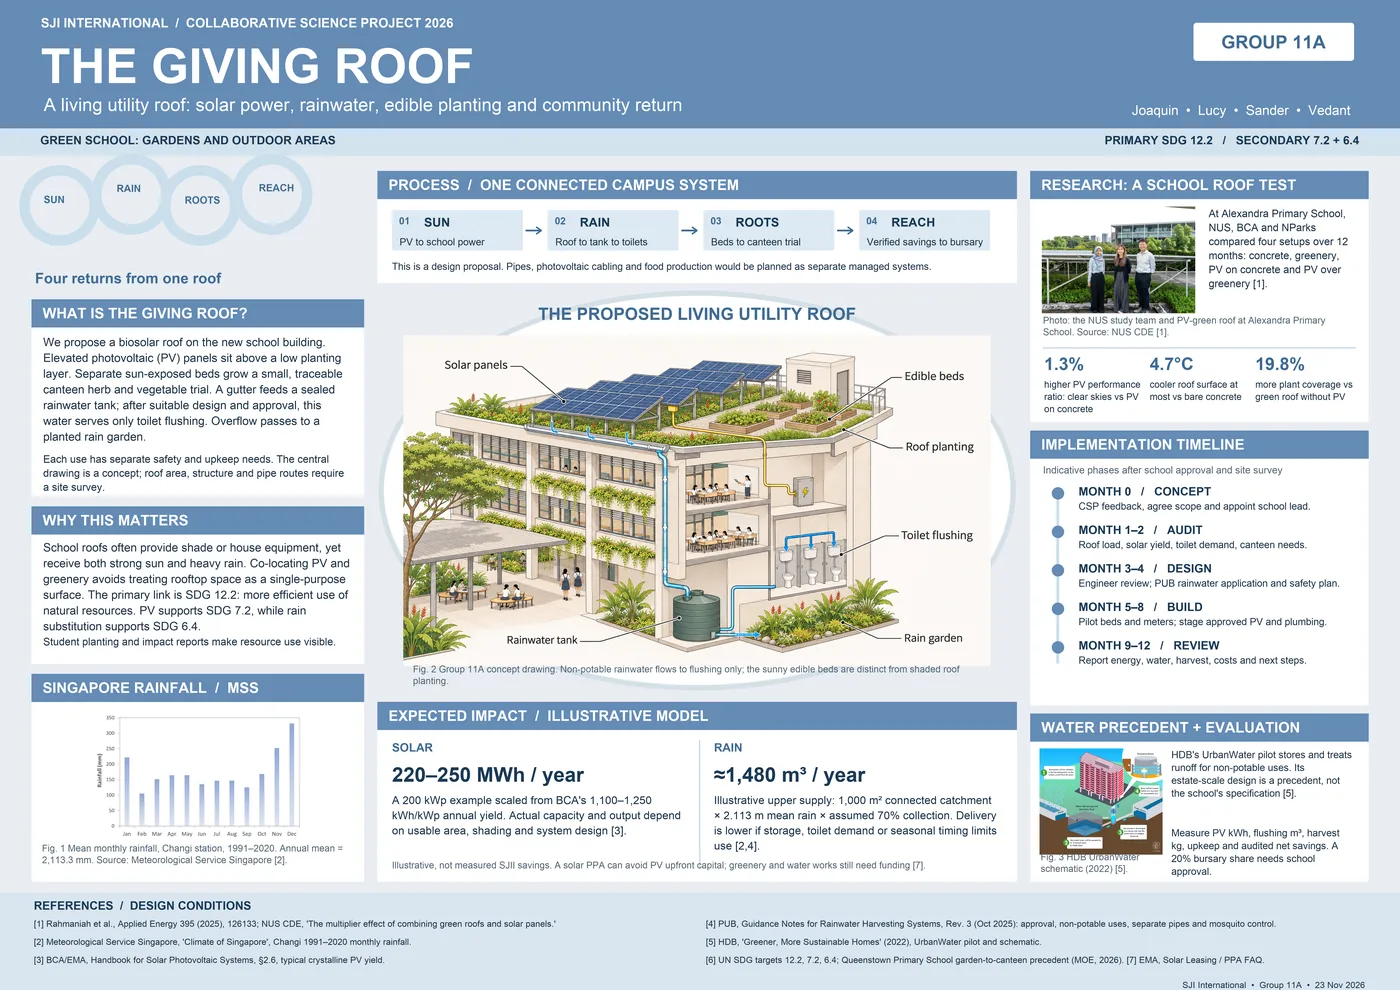 SJI INTERNATIONAL / COLLABORATIVE SCIENCE PROJECT 2026
THE GIVING ROOF
A living utility roof: solar power, rainwater, edible planting and community return
GROUP 11A
Joaquin • Lucy • Sander • Vedant
GREEN SCHOOL: GARDENS AND OUTDOOR AREAS
PRIMARY SDG 12.2 / SECONDARY 7.2 + 6.4
SUN
RAIN
ROOTS
REACH
Four returns from one roof
WHAT IS THE GIVING ROOF?
We propose a biosolar roof on the new school building.
Elevated photovoltaic (PV) panels sit above a low planting
layer. Separate sun-exposed beds grow a small, traceable
canteen herb and vegetable trial. A gutter feeds a sealed
rainwater tank; after suitable design and approval, this
water serves only toilet flushing. Overflow passes to a
planted rain garden.
Each use has separate safety and upkeep needs. The central
drawing is a concept; roof area, structure and pipe routes require
a site survey.
WHY THIS MATTERS
School roofs often provide shade or house equipment, yet
receive both strong sun and heavy rain. Co-locating PV and
greenery avoids treating rooftop space as a single-purpose
surface. The primary link is SDG 12.2: more efficient use of
natural resources. PV supports SDG 7.2, while rain
substitution supports SDG 6.4.
Student planting and impact reports make resource use visible.
SINGAPORE RAINFALL / MSS
Rainfall (mm)
350
300
250
200
150
100
50
0
Jan Feb Mar Apr May Jun Jul Aug Sep Oct Nov Dec
Fig. 1 Mean monthly rainfall, Changi station, 1991–2020. Annual mean =
2,113.3 mm. Source: Meteorological Service Singapore [2].
PROCESS / ONE CONNECTED CAMPUS SYSTEM
01 SUN
PV to school power
02 RAIN
Roof to tank to toilets
03 ROOTS
Beds to canteen trial
04 REACH
Verified savings to bursary
This is a design proposal. Pipes, photovoltaic cabling and food production would be planned as separate managed systems.
THE PROPOSED LIVING UTILITY ROOF
Solar panels
Edible beds
Roof planting
Toilet flushing
Rainwater tank
Rain garden
Fig. 2 Group 11A concept drawing. Non-potable rainwater flows to flushing only; the sunny edible beds are distinct from shaded roof
planting.
EXPECTED IMPACT / ILLUSTRATIVE MODEL
SOLAR
220–250 MWh / year
A 200 kWp example scaled from BCA's 1,100–1,250
kWh/kWp annual yield. Actual capacity and output depend
on usable area, shading and system design [3].
RAIN
≈1,480 m³ / year
Illustrative upper supply: 1,000 m² connected catchment
× 2.113 m mean rain × assumed 70% collection. Delivery
is lower if storage, toilet demand or seasonal timing limits
use [2,4].
Illustrative, not measured SJII savings. A solar PPA can avoid PV upfront capital; greenery and water works still need funding [7].
RESEARCH: A SCHOOL ROOF TEST
At Alexandra Primary School,
NUS, BCA and NParks
compared four setups over 12
months: concrete, greenery,
PV on concrete and PV over
greenery [1].
Photo: the NUS study team and PV-green roof at Alexandra Primary
School. Source: NUS CDE [1].
1.3%
higher PV performance
ratio: clear skies vs PV
on concrete
4.7°C
cooler roof surface at
most vs bare concrete
19.8%
more plant coverage vs
green roof without PV
IMPLEMENTATION TIMELINE
Indicative phases after school approval and site survey
MONTH 0 / CONCEPT
CSP feedback, agree scope and appoint school lead.
MONTH 1–2 / AUDIT
Roof load, solar yield, toilet demand, canteen needs.
MONTH 3–4 / DESIGN
Engineer review; PUB rainwater application and safety plan.
MONTH 5–8 / BUILD
Pilot beds and meters; stage approved PV and plumbing.
MONTH 9–12 / REVIEW
Report energy, water, harvest, costs and next steps.
WATER PRECEDENT + EVALUATION
HDB's UrbanWater pilot stores and treats
runoff for non-potable uses. Its
estate-scale design is a precedent, not
the school's specification [5].
Measure PV kWh, flushing m³, harvest
kg, upkeep and audited net savings. A
20% bursary share needs school
approval.
Fig. 3 HDB UrbanWater
schematic (2022) [5].
REFERENCES / DESIGN CONDITIONS
[1] Rahmaniah et al., Applied Energy 395 (2025), 126133; NUS CDE, 'The multiplier effect of combining green roofs and solar panels.'
[2] Meteorological Service Singapore, 'Climate of Singapore', Changi 1991–2020 monthly rainfall.
[3] BCA/EMA, Handbook for Solar Photovoltaic Systems, §2.6, typical crystalline PV yield.
[4] PUB, Guidance Notes for Rainwater Harvesting Systems, Rev. 3 (Oct 2025): approval, non-potable uses, separate pipes and mosquito control.
[5] HDB, 'Greener, More Sustainable Homes' (2022), UrbanWater pilot and schematic.
[6] UN SDG targets 12.2, 7.2, 6.4; Queenstown Primary School garden-to-canteen precedent (MOE, 2026). [7] EMA, Solar Leasing / PPA FAQ.
SJI International • Group 11A • 23 Nov 2026